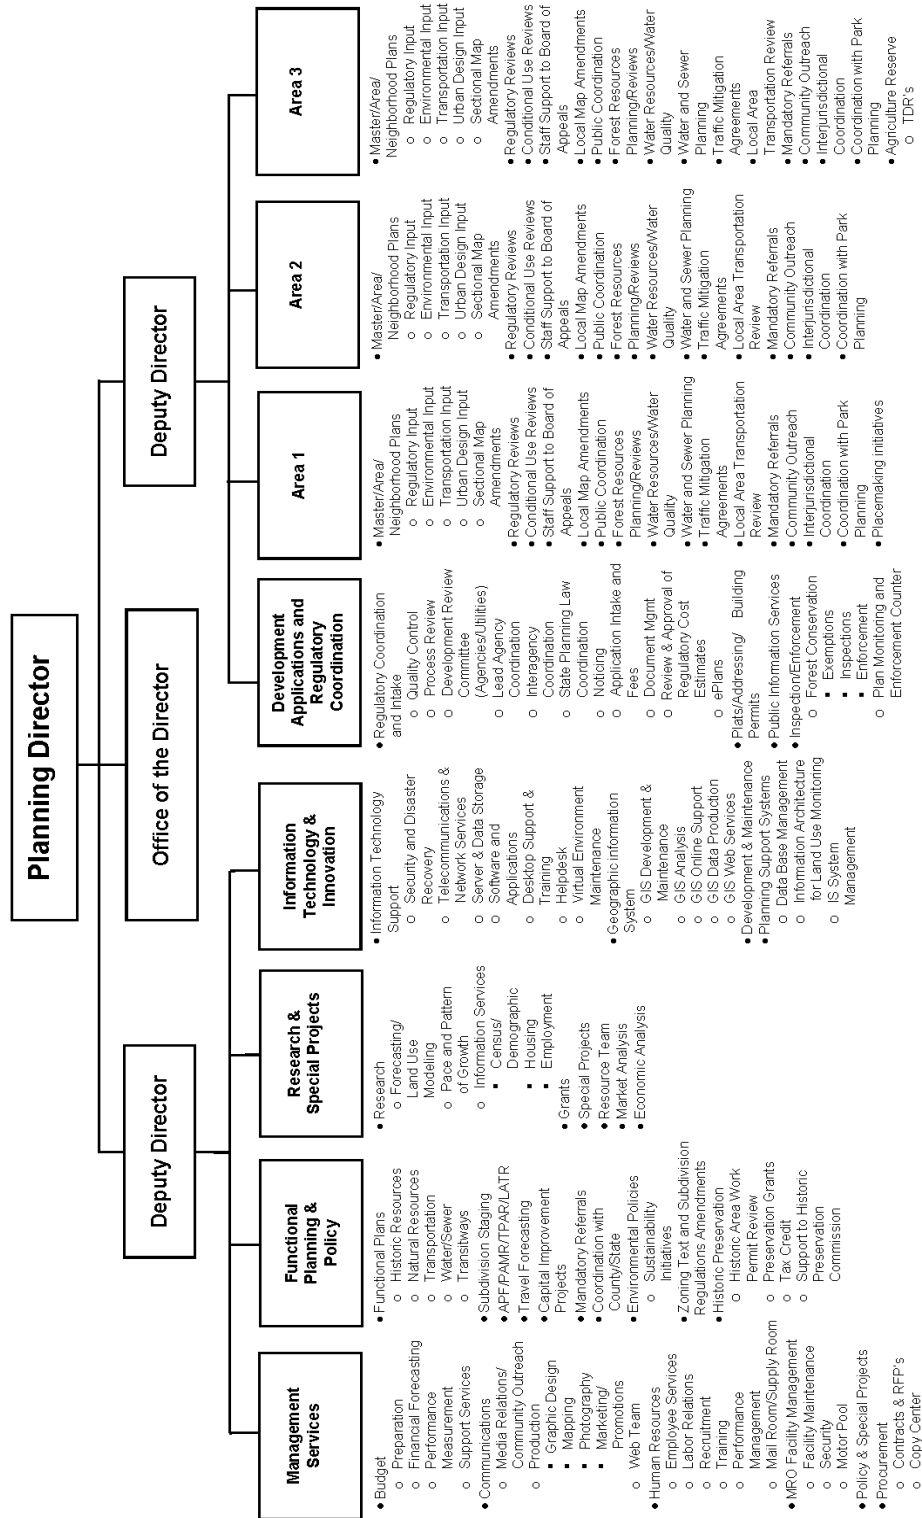 Planning Director
Deputy Director
Office of the Director
Deputy Director
Management
Services
• Budget
o Preparation
o Financial Forecasting
o Performance
Measurement
o Support Services
• Communications
o Media Relations/
Community Outreach
o Production
▪ Graphic Design
▪ Mapping
▪ Photography
▪ Marketing/
Promotions
o Web Team
• Human Resources
o Employee Services
o Labor Relations
o Recruitment
o Training
o Performance
Management
o Mail Room/Supply Room
• MRO Facility Management
o Facility Maintenance
o Security
o Motor Pool
• Policy & Special Projects
• Procurement
o Contracts & RFP's
o Copy Center
Functional
Planning &
Policy
• Functional Plans
o Historic Resources
o Natural Resources
o Transportation
o Water/Sewer
o Transitways
• Subdivision Staging
• APF/PAMR/TPAR/LATR
• Travel Forecasting
• Capital Improvement
Projects
• Mandatory Referrals
• Coordination with
County/State
• Environmental Policies
o Sustainability
Initiatives
• Zoning Text and Subdivision
Regulations Amendments
• Historic Preservation
o Historic Area Work
Permit Review
o Preservation Grants
o Tax Credit
o Support to Historic
Preservation
Commission
Research &
Special Projects
• Research
o Forecasting/
Land Use
Modeling
o Pace and Pattern
of Growth
o Information Services
▪ Census/
Demographic
▪ Housing
▪ Employment
• Grants
• Special Projects
• Resource Team
• Market Analysis
• Economic Analysis
Information
Technology &
Innovation
• Information Technology
Support
o Security and Disaster
Recovery
o Telecommunications &
Network Services
o Server & Data Storage
o Software and
Applications
o Desktop Support &
Training
o Helpdesk
o Virtual Environment
Maintenance
• Geographic information
System
o GIS Development &
Maintenance
o GIS Analysis
o GIS Online Support
o GIS Data Production
o GIS Web Services
• Development & Maintenance
• Planning Support Systems
o Data Base Management
o Information Architecture
for Land Use Monitoring
o IS System
Management
Development
Applications and
Regulatory
Coordination
• Regulatory Coordination
and Intake
o Quality Control
o Process Review
o Development Review
Committee
(Agencies/Utilities)
o Lead Agency
Coordination
o Interagency
Coordination
o State Planning Law
Coordination
o Noticing
o Application Intake and
Fees
o Document Mgmt
o Review & Approval of
Regulatory Cost
Estimates
o ePlans
• Plats/Addressing/ Building
Permits
• Public Information Services
• Inspection/Enforcement
o Forest Conservation
▪ Exemptions
▪ Inspections
▪ Enforcement
o Plan Monitoring and
Enforcement Counter
Area 1
• Master/Area/
Neighborhood Plans
o Regulatory Input
o Environmental Input
o Transportation Input
o Urban Design Input
o Sectional Map
Amendments
• Regulatory Reviews
• Conditional Use Reviews
• Staff Support to Board of
Appeals
• Local Map Amendments
• Public Coordination
• Forest Resources
Planning/Reviews
• Water Resources/Water
Quality
• Water and Sewer Planning
• Traffic Mitigation
Agreements
• Local Area Transportation
Review
• Mandatory Referrals
• Community Outreach
• Interjurisdictional
Coordination
• Coordination with Park
Planning
• Placemaking initiatives
Area 2
• Master/Area/
Neighborhood Plans
o Regulatory Input
o Environmental Input
o Transportation Input
o Urban Design Input
o Sectional Map
Amendments
• Regulatory Reviews
• Conditional Use Reviews
• Staff Support to Board of
Appeals
• Local Map Amendments
• Public Coordination
• Forest Resources
Planning/Reviews
• Water Resources/Water
Quality
• Water and Sewer Planning
• Traffic Mitigation
Agreements
• Local Area Transportation
Review
• Mandatory Referrals
• Community Outreach
• Interjurisdictional
Coordination
• Coordination with Park
Planning
Area 3
• Master/Area/
Neighborhood Plans
o Regulatory Input
o Environmental Input
o Transportation Input
o Urban Design Input
o Sectional Map
Amendments
• Regulatory Reviews
• Conditional Use Reviews
• Staff Support to Board of
Appeals
• Local Map Amendments
• Public Coordination
• Forest Resources
Planning/Reviews
• Water Resources/Water
Quality
• Water and Sewer
Planning
• Traffic Mitigation
Agreements
• Local Area
Transportation Review
• Mandatory Referrals
• Community Outreach
• Interjurisdictional
Coordination
• Coordination with Park
Planning
• Agriculture Reserve
o TDR's